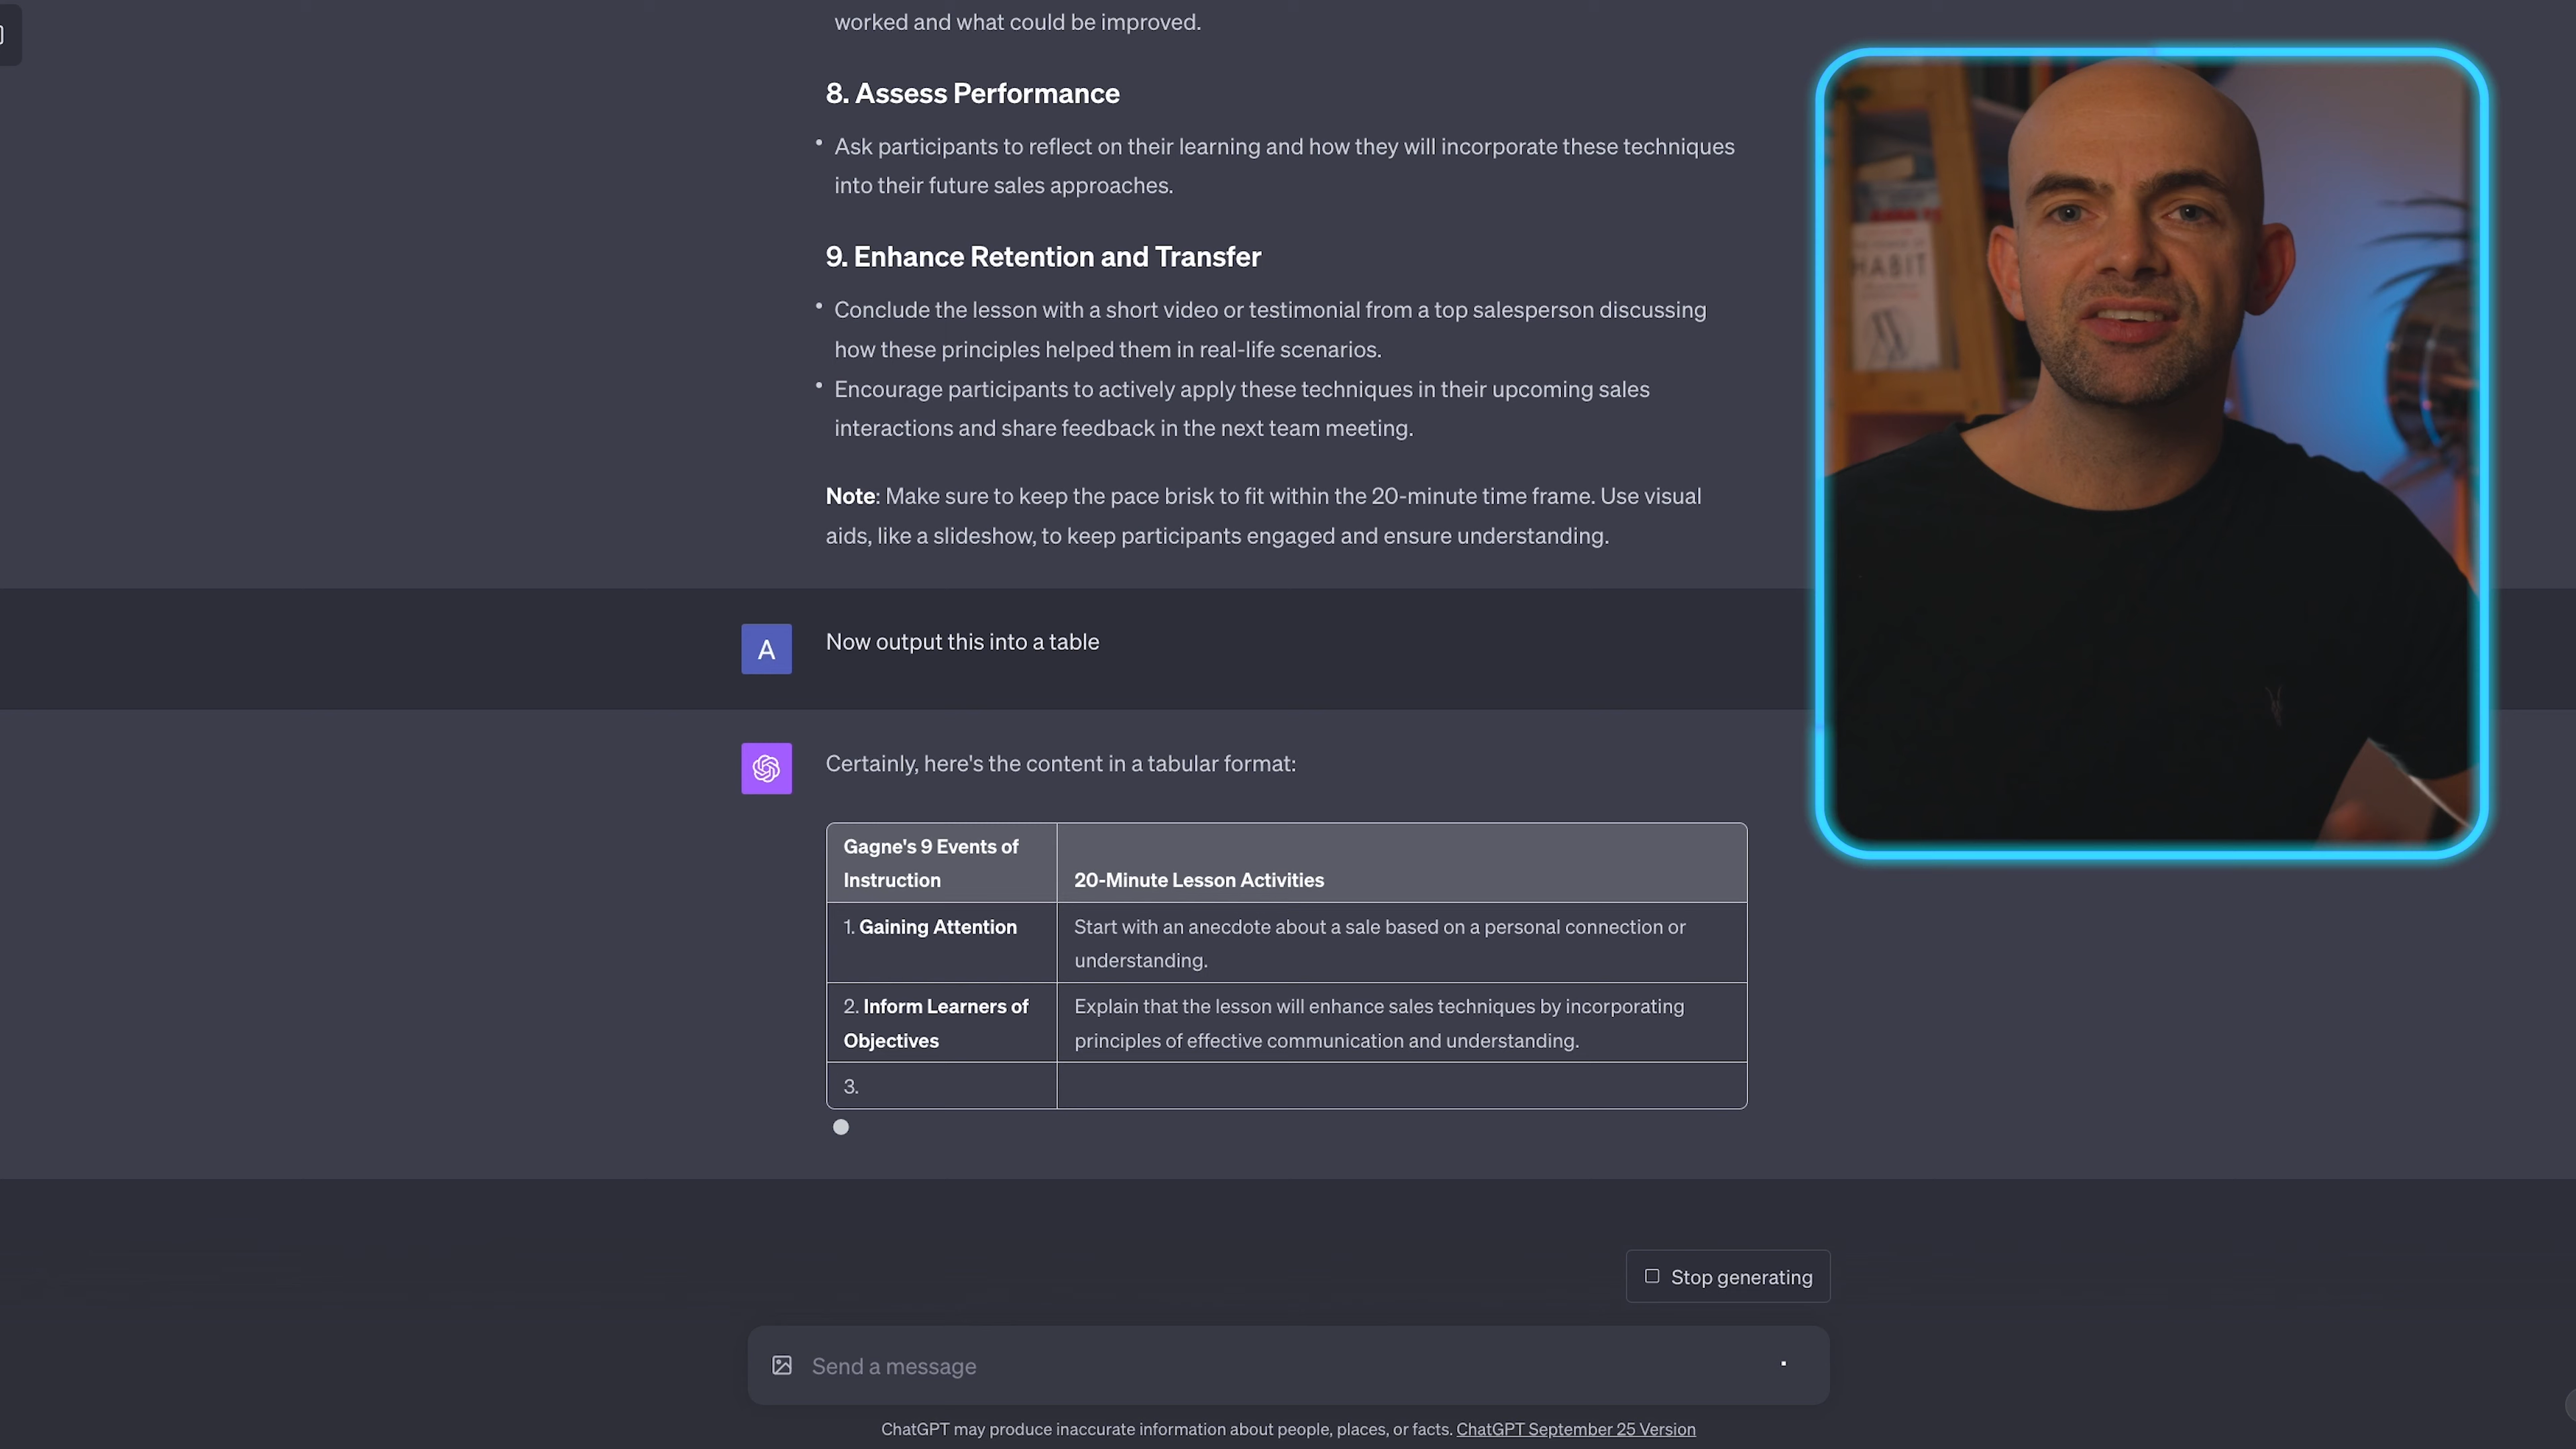 worked and what could be improved.
8. Assess Performance
• Ask participants to reflect on their learning and how they will incorporate these techniques
into their future sales approaches.
9. Enhance Retention and Transfer
• Conclude the lesson with a short video or testimonial from a top salesperson discussing
how these principles helped them in real-life scenarios.
• Encourage participants to actively apply these techniques in their upcoming sales
interactions and share feedback in the next team meeting.
Note: Make sure to keep the pace brisk to fit within the 20-minute time frame. Use visual
aids, like a slideshow, to keep participants engaged and ensure understanding.
HABIT
A
Now output this into a table
Certainly, here's the content in a tabular format:
Gagne's 9 Events of
Instruction
20-Minute Lesson Activities
1. Gaining Attention
Start with an anecdote about a sale based on a personal connection or
understanding.
2. Inform Learners of
Objectives
Explain that the lesson will enhance sales techniques by incorporating
principles of effective communication and understanding.
3.
Stop generating
Send a message
ChatGPT may produce inaccurate information about people, places, or facts. ChatGPT September 25 Version